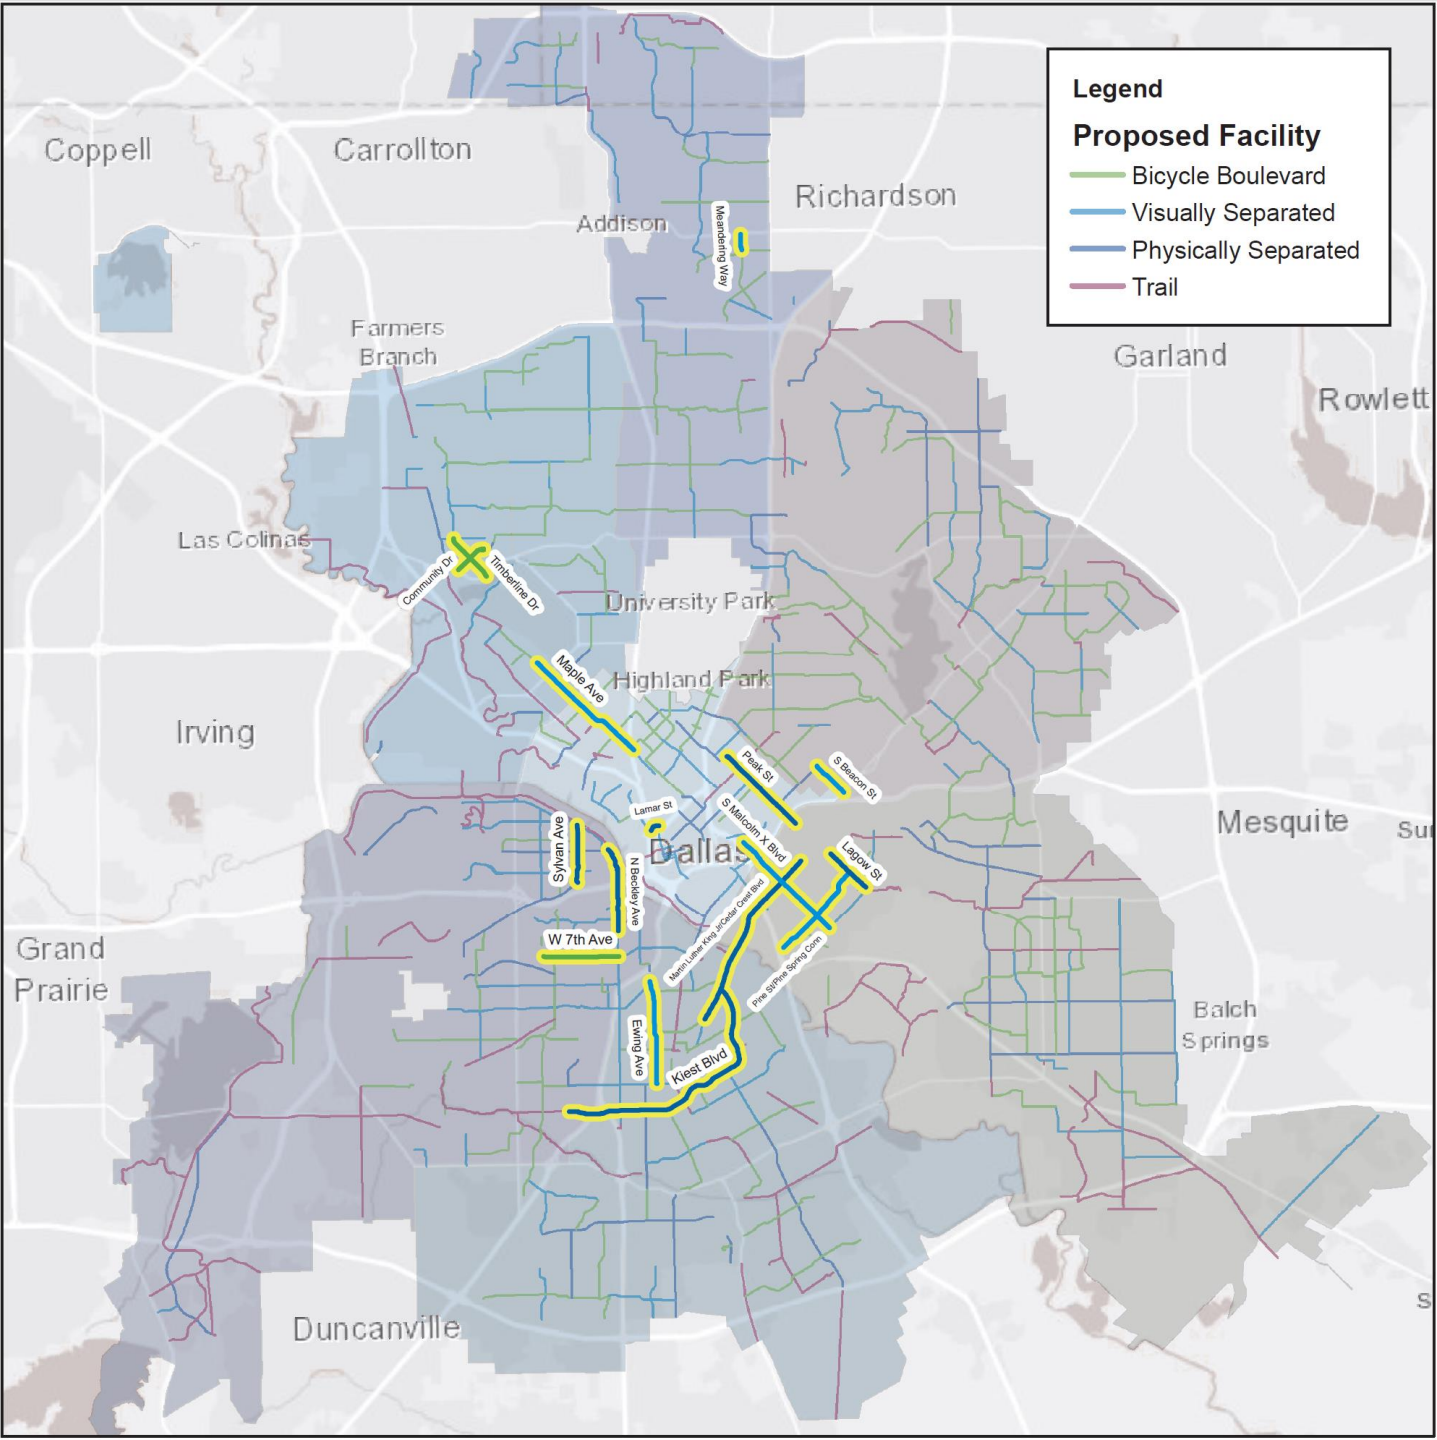 Legend
Proposed Facility
Bicycle Boulevard
Visually Separated
Physically Separated
Trail
Coppell
Carrollton
Richardson
Addison
Meandering Way
Farmers
Branch
Garland
Rowlett
Las Colinas
Community Dr
Timberline Dr
University Park
Maple Ave
Highland Park
Irving
Peak St
S Beacon St
Lamar St
S Malcolm X Blvd
Mesquite
Su
Dallas
Sylvan Ave
N Beckley Ave
Lagow St
Martin Luther King Jr/Cedar Crest Blvd
W 7th Ave
Pine St/Pine Spring Conn
Grand
Prairie
Balch
Springs
Ewing Ave
Kiest Blvd
Duncanville
S